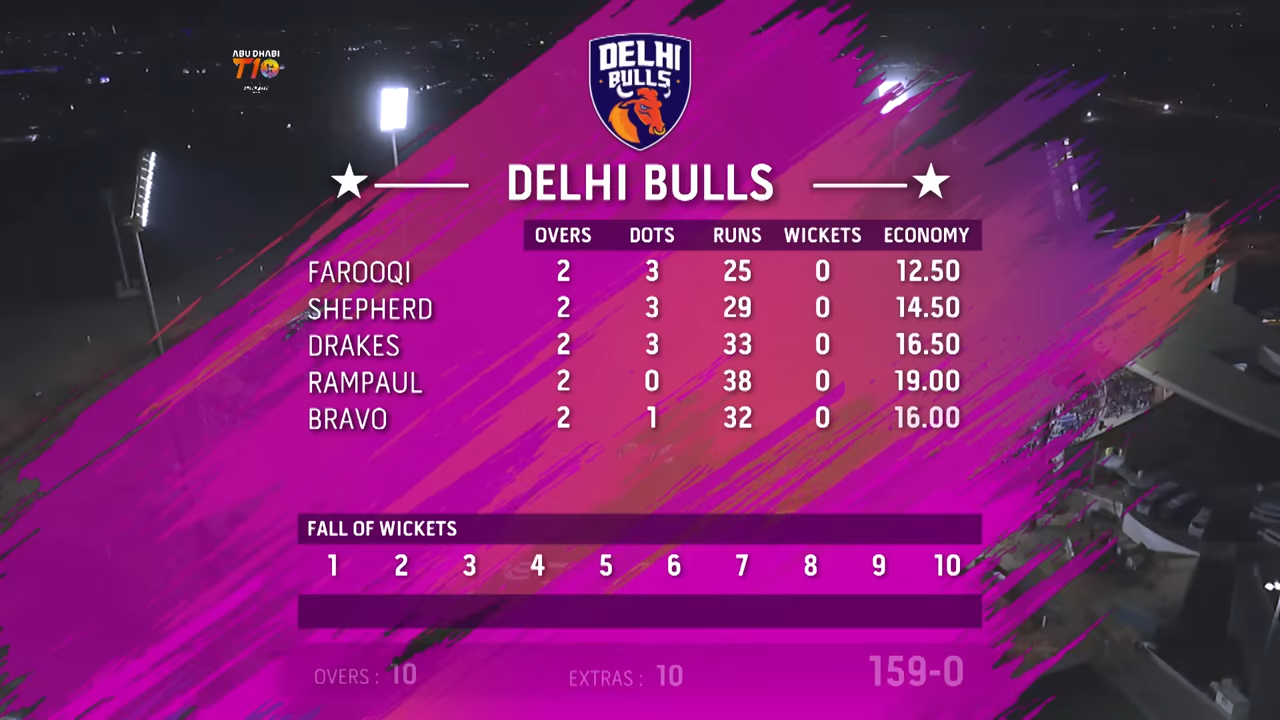 ABU DHABI
T10
DELHI
BULLS
DELHI BULLS
OVERS DOTS RUNS WICKETS ECONOMY
FAROOQI 2 3 25 0 12.50
SHEPHERD 2 3 29 0 14.50
DRAKES 2 3 33 0 16.50
RAMPAUL 2 0 38 0 19.00
BRAVO 2 1 32 0 16.00
FALL OF WICKETS
1 2 3 4 5 6 7 8 9 10
OVERS : 10 EXTRAS : 10 159-0